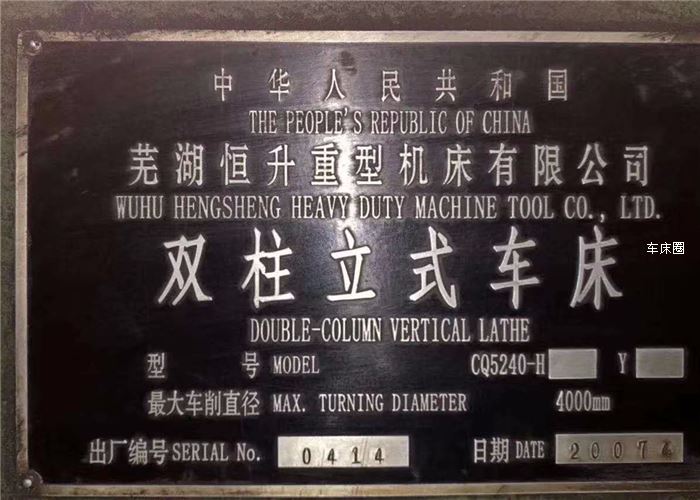 中华人民共和国
THE PEOPLE'S REPUBLIC OF CHINA
芜湖恒升重型机床有限公司
WUHU HENGSHENG HEAVY DUTY MACHINE TOOL CO., LTD.
车床圈
双柱立式车床
DOUBLE-COLUMN VERTICAL LATHE
型 号 MODEL CQ5240-H Y
最大车削直径 MAX. TURNING DIAMETER 4000mm
出厂编号 SERIAL No. 0414 日期 DATE 20074